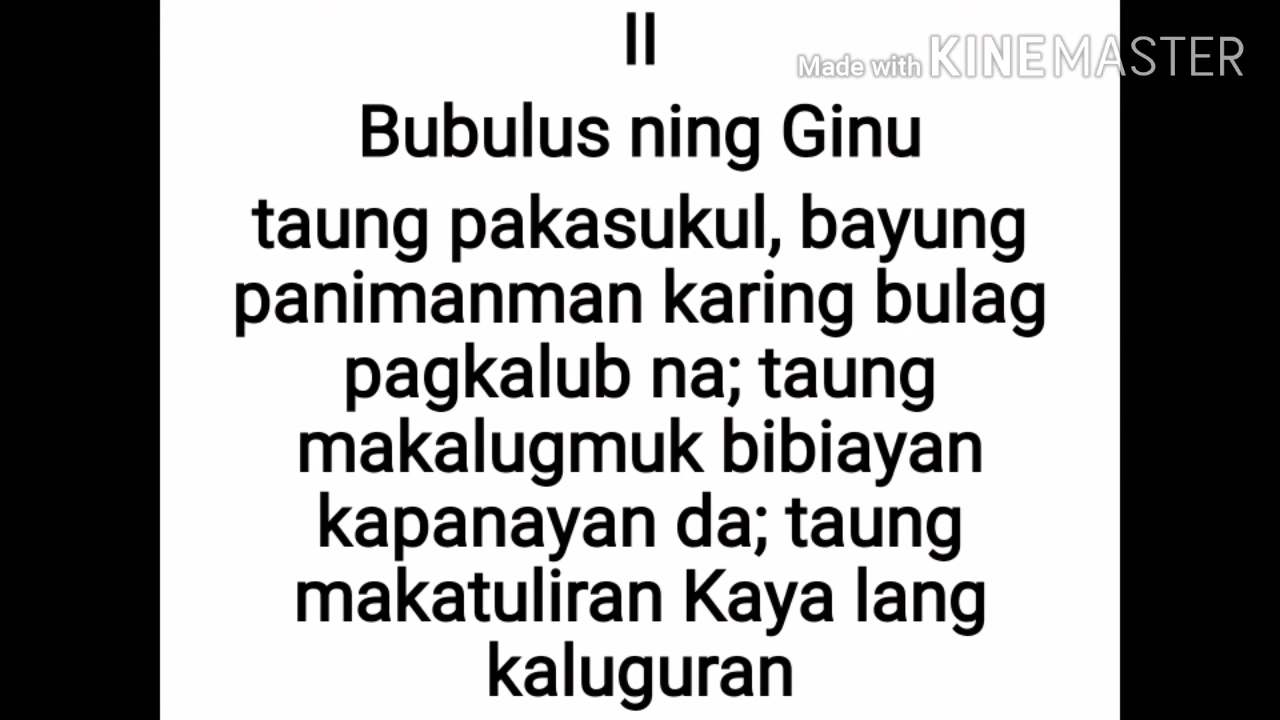 II
Made with KINEMASTER
Bubulus ning Ginu
taung pakasukul, bayung
panimanman karing bulag
pagkalub na; taung
makalugmuk bibiayan
kapanayan da; taung
makatuliran Kaya lang
kaluguran